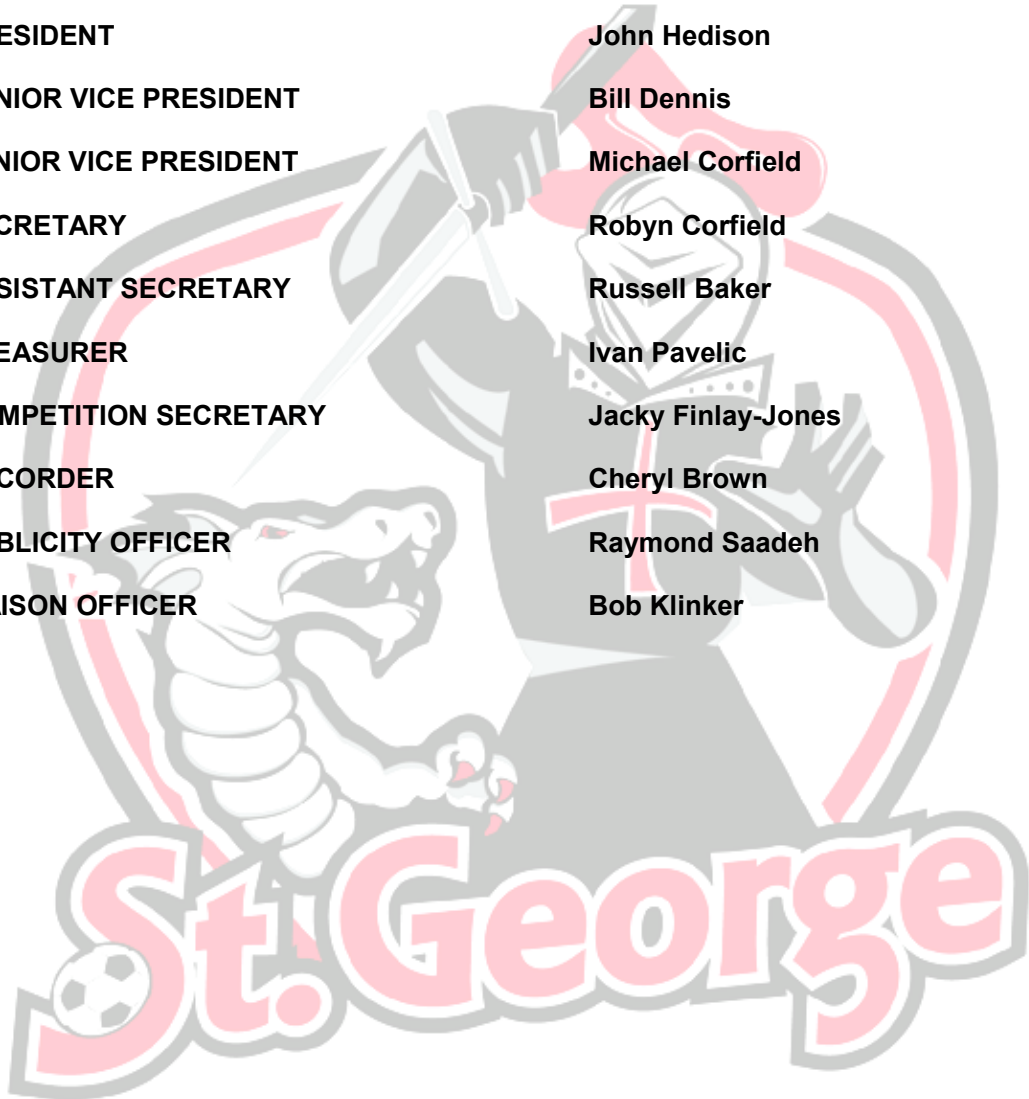 ESIDENT John Hedison
NIOR VICE PRESIDENT Bill Dennis
NIOR VICE PRESIDENT Michael Corfield
CRETARY Robyn Corfield
SISTANT SECRETARY Russell Baker
EASURER Ivan Pavelic
MPETITION SECRETARY Jacky Finlay-Jones
CORDER Cheryl Brown
BLICITY OFFICER Raymond Saadeh
ISON OFFICER Bob Klinker
St.George